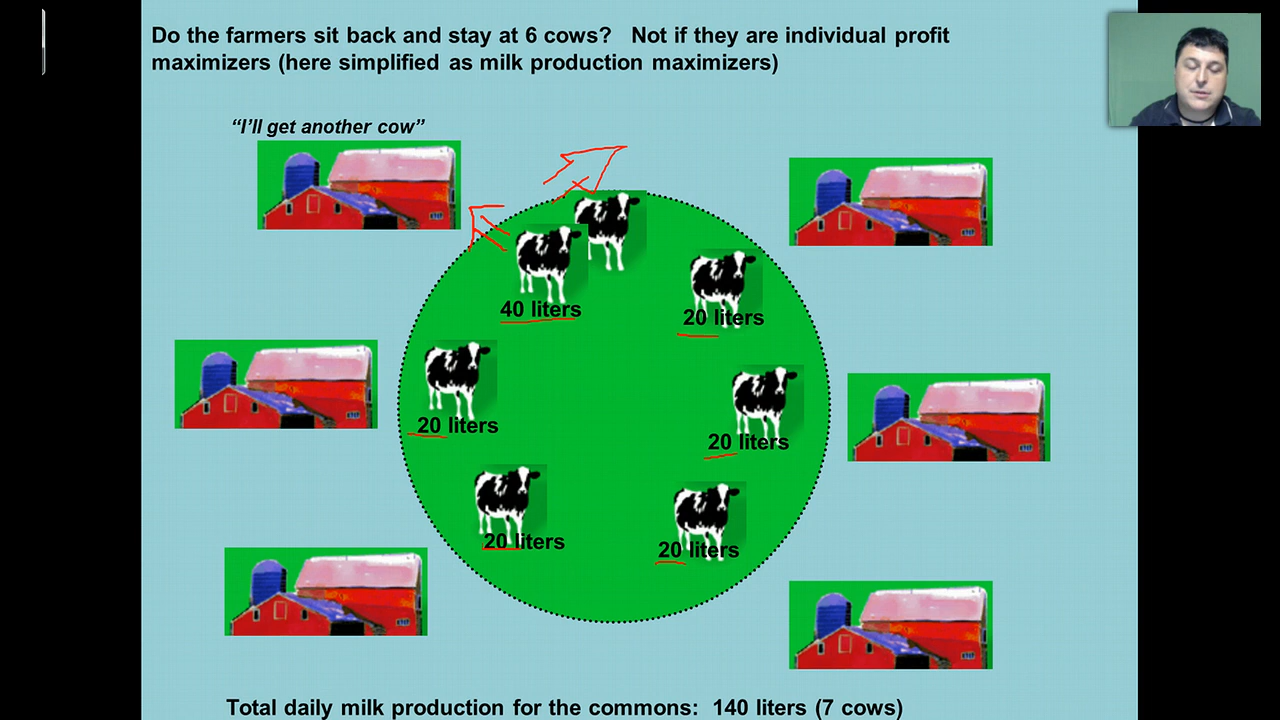 Do the farmers sit back and stay at 6 cows? Not if they are individual profit
maximizers (here simplified as milk production maximizers)
“I’ll get another cow”
40 liters
20 liters
20 liters
20 liters
20 liters
20 liters
Total daily milk production for the commons: 140 liters (7 cows)